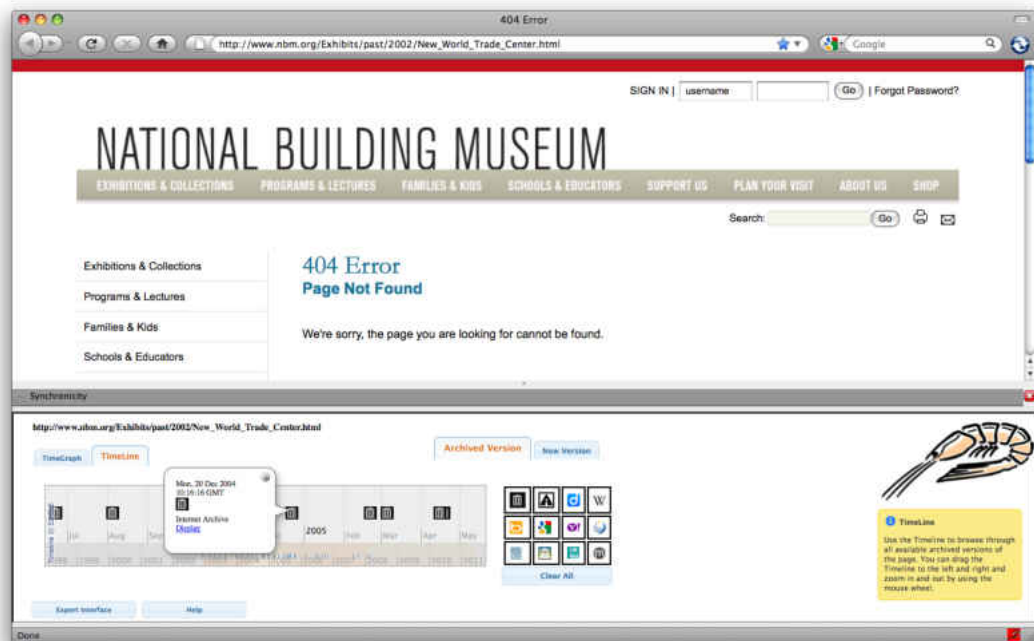 404 Error
http://www.nbm.org/Exhibits/past/2002/New_World_Trade_Center.html
Google
SIGN IN | username Go | Forgot Password?
NATIONAL BUILDING MUSEUM
EXHIBITIONS & COLLECTIONS PROGRAMS & LECTURES FAMILIES & KIDS SCHOOLS & EDUCATORS SUPPORT US PLAN YOUR VISIT ABOUT US SHOP
Search: Go
Exhibitions & Collections
Programs & Lectures
Families & Kids
Schools & Educators
404 Error
Page Not Found
We're sorry, the page you are looking for cannot be found.
Synchronicity
http://www.nbm.org/Exhibits/past/2002/New_World_Trade_Center.html
TimeGraph TimeLine
Archived Version New Version
Mon, 20 Dec 2004
10:16:16 GMT
Internet Archive
Display
Jul Aug Sep 2005 Feb Mar Apr May
W
Clear All
TimeLine
Use the Timeline to browse through
all available archived versions of
the page. You can drag the
Timeline to the left and right and
zoom in and out by using the
mouse wheel.
Export Interface Help
Done